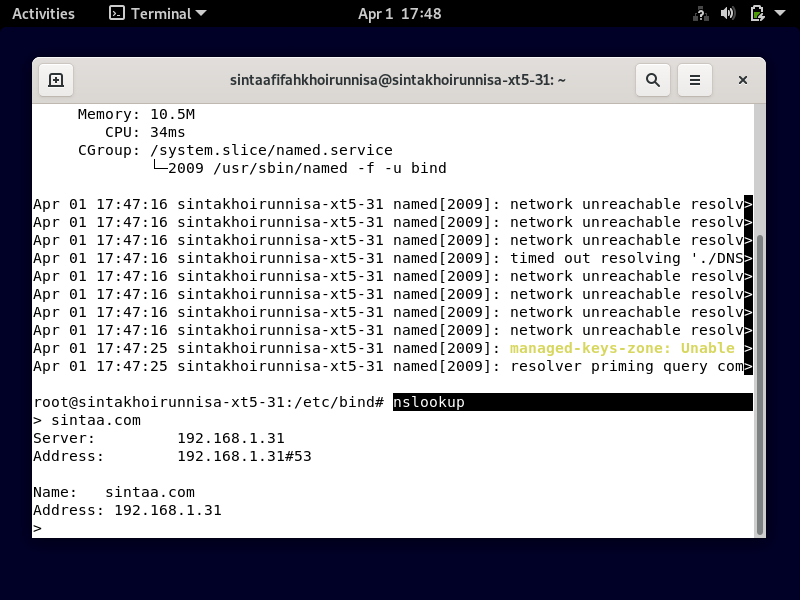 Activities Terminal Apr 1 17:48
sintaafifahkhoirunnisa@sintakhoirunnisa-xt5-31: ~
Memory: 10.5M
CPU: 34ms
CGroup: /system.slice/named.service
└─2009 /usr/sbin/named -f -u bind
Apr 01 17:47:16 sintakhoirunnisa-xt5-31 named[2009]: network unreachable resolv>
Apr 01 17:47:16 sintakhoirunnisa-xt5-31 named[2009]: network unreachable resolv>
Apr 01 17:47:16 sintakhoirunnisa-xt5-31 named[2009]: network unreachable resolv>
Apr 01 17:47:16 sintakhoirunnisa-xt5-31 named[2009]: timed out resolving './DNS>
Apr 01 17:47:16 sintakhoirunnisa-xt5-31 named[2009]: network unreachable resolv>
Apr 01 17:47:16 sintakhoirunnisa-xt5-31 named[2009]: network unreachable resolv>
Apr 01 17:47:16 sintakhoirunnisa-xt5-31 named[2009]: network unreachable resolv>
Apr 01 17:47:16 sintakhoirunnisa-xt5-31 named[2009]: network unreachable resolv>
Apr 01 17:47:25 sintakhoirunnisa-xt5-31 named[2009]: managed-keys-zone: Unable >
Apr 01 17:47:25 sintakhoirunnisa-xt5-31 named[2009]: resolver priming query com>
root@sintakhoirunnisa-xt5-31:/etc/bind# nslookup
> sintaa.com
Server: 192.168.1.31
Address: 192.168.1.31#53
Name: sintaa.com
Address: 192.168.1.31
>